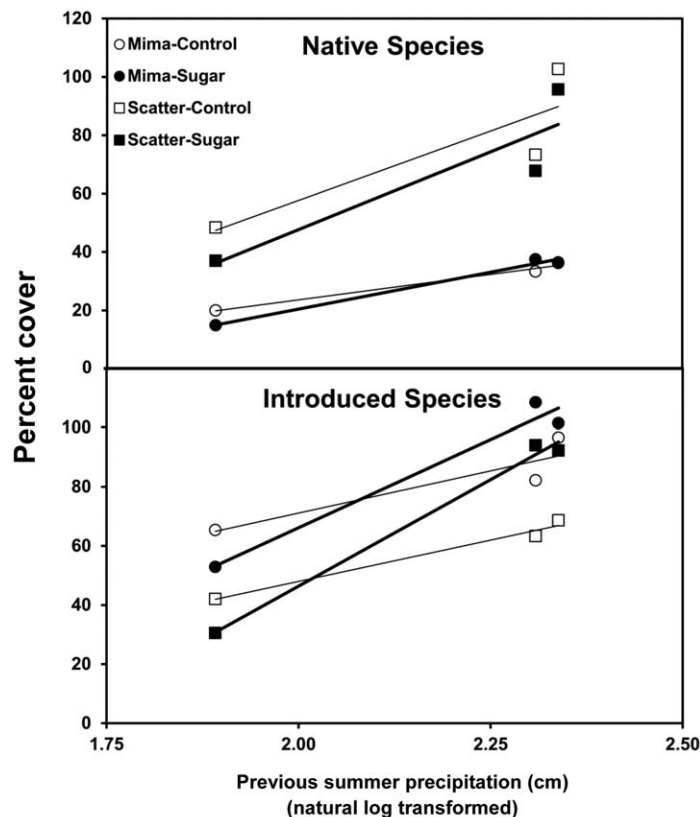 120
Native Species
Mima-Control
Mima-Sugar
Scatter-Control
Scatter-Sugar
100
80
60
40
20
0
Percent cover
Introduced Species
100
80
60
40
20
0
1.75
2.00
2.25
2.50
Previous summer precipitation (cm)
(natural log transformed)